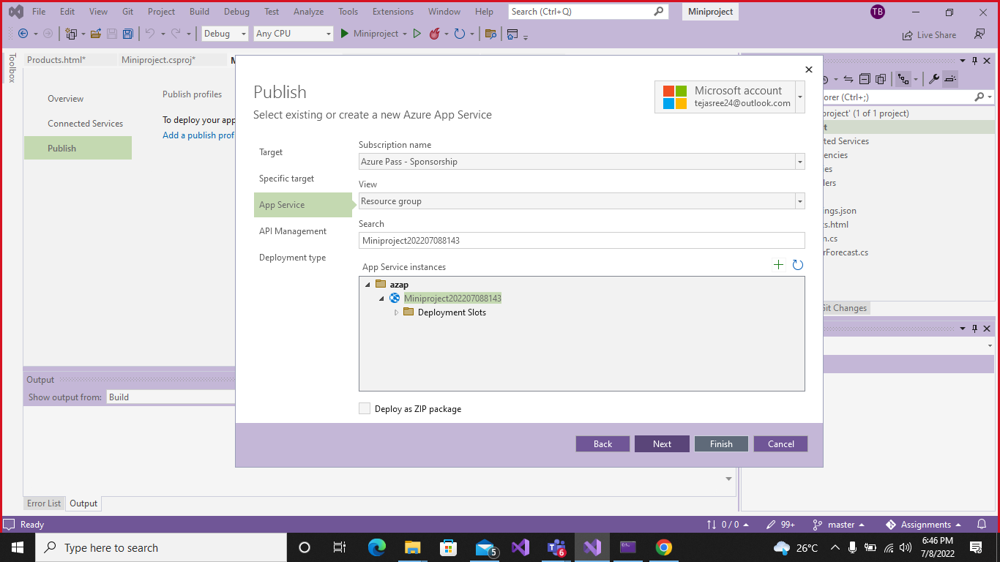 File Edit View Git Project Build Debug Test Analyze Tools Extensions Window Help Search (Ctrl+Q) Miniproject TB
Debug Any CPU Miniproject Live Share
Toolbox
Products.html* Miniproject.csproj* M
Overview
Connected Services
Publish
Publish profiles
To deploy your app
Add a publish prof
Publish
Select existing or create a new Azure App Service
Microsoft account
tejasree24@outlook.com
Target
Specific target
App Service
API Management
Deployment type
Subscription name
Azure Pass - Sponsorship
View
Resource group
Search
Miniproject202207088143
App Service instances
azap
Miniproject202207088143
Deployment Slots
Deploy as ZIP package
Back Next Finish Cancel
orer (Ctrl+;)
project' (1 of 1 project)
t
ted Services
encies
es
ders
ngs.json
ts.html
n.cs
rForecast.cs
Git Changes
Output
Show output from: Build
Error List Output
Ready 0 / 0 99+ master Assignments
Type here to search 5 6 26°C 6:46 PM
7/8/2022